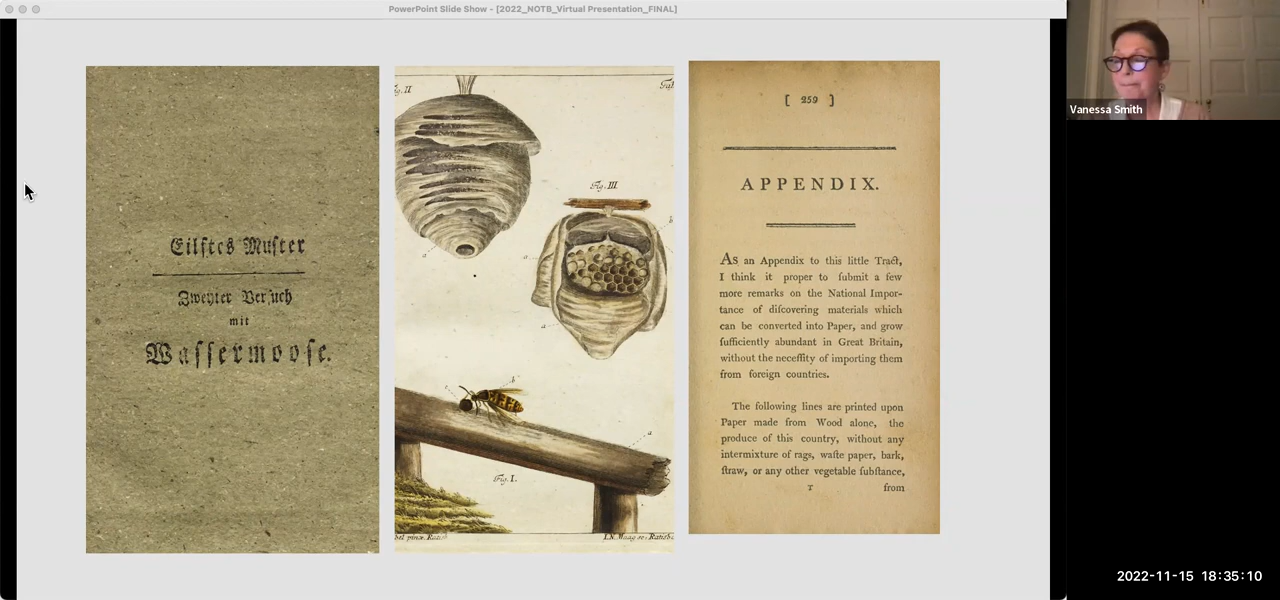 PowerPoint Slide Show - [2022_NOTB_Virtual Presentation_FINAL]
Eilftes Muſter
Zweyter Verſuch
mit
Waſſermooſe.
Fig. II
Fig. III.
a
b
a
a
c
b
a
Fig. I.
[ 259 ]
APPENDIX.
As an Appendix to this little Tract,
I think it proper to ſubmit a few
more remarks on the National Impor-
tance of diſcovering materials which
can be converted into Paper, and grow
ſufficiently abundant in Great Britain,
without the neceſſity of importing them
from foreign countries.
The following lines are printed upon
Paper made from Wood alone, the
produce of this country, without any
intermixture of rags, waſte paper, bark,
ſtraw, or any other vegetable ſubſtance,
T from
Vanessa Smith
2022-11-15 18:35:10